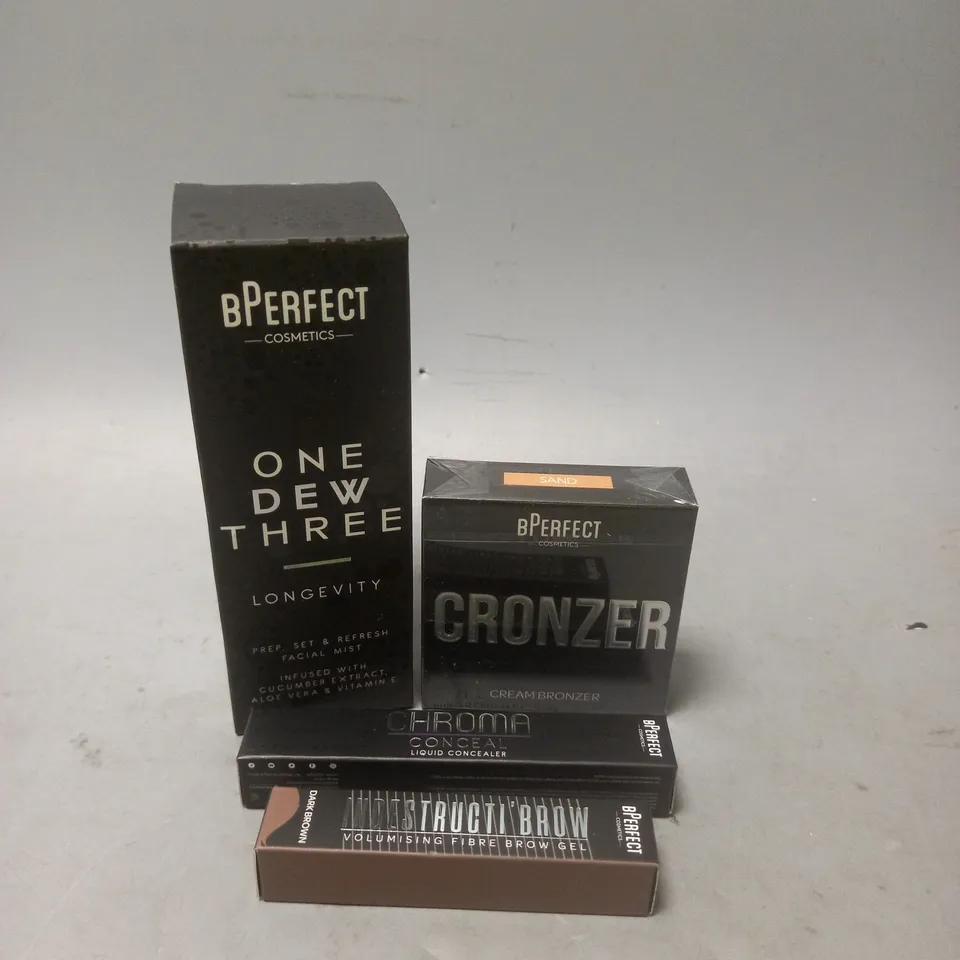 BPERFECT
COSMETICS
ONE
DEW
THREE
LONGEVITY
PREP, SET & REFRESH
FACIAL MIST
INFUSED WITH
CUCUMBER EXTRACT,
ALOE VERA & VITAMIN E
SAND
BPERFECT
COSMETICS
CRONZER
CREAM BRONZER
CHROMA
CONCEAL
LIQUID CONCEALER
BPERFECT
COSMETICS
DARK BROWN
INDESTRUCTI'BROW
VOLUMISING FIBRE BROW GEL
BPERFECT
COSMETICS